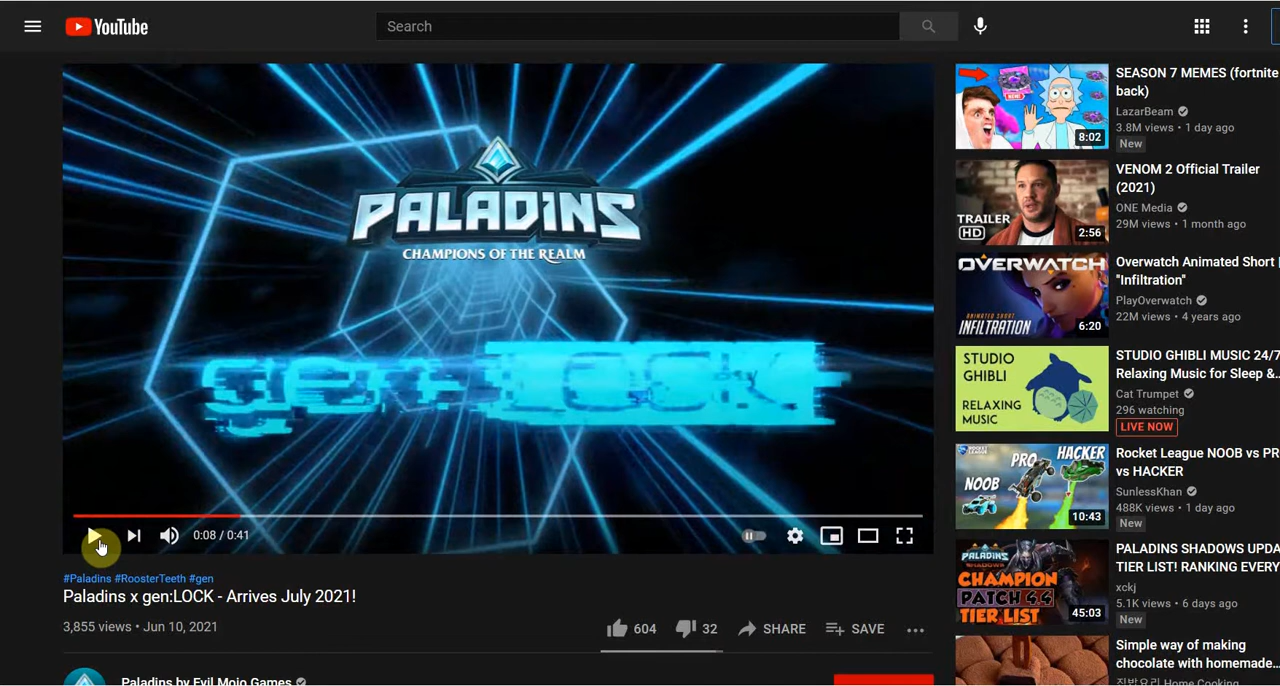 YouTube
Search
PALADINS
CHAMPIONS OF THE REALM
gen:LOCK
0:08 / 0:41
#Paladins #RoosterTeeth #gen
Paladins x gen:LOCK - Arrives July 2021!
3,855 views • Jun 10, 2021
604
32
SHARE
SAVE
Paladins by Evil Mojo Games
8:02
SEASON 7 MEMES (fortnite
back)
LazarBeam
3.8M views • 1 day ago
New
TRAILER
HD
2:56
VENOM 2 Official Trailer
(2021)
ONE Media
29M views • 1 month ago
OVERWATCH
ANIMATED SHORT
INFILTRATION
6:20
Overwatch Animated Short |
"Infiltration"
PlayOverwatch
22M views • 4 years ago
STUDIO
GHIBLI
RELAXING
MUSIC
STUDIO GHIBLI MUSIC 24/7
Relaxing Music for Sleep &...
Cat Trumpet
296 watching
LIVE NOW
NOOB
PRO
HACKER
10:43
Rocket League NOOB vs PR
vs HACKER
SunlessKhan
488K views • 1 day ago
New
PALADINS
SHADOWS
CHAMPION
PATCH 4.4
TIER LIST
45:03
PALADINS SHADOWS UPDA
TIER LIST! RANKING EVERY
xckj
5.1K views • 6 days ago
New
Simple way of making
chocolate with homemade...
Home Cooking